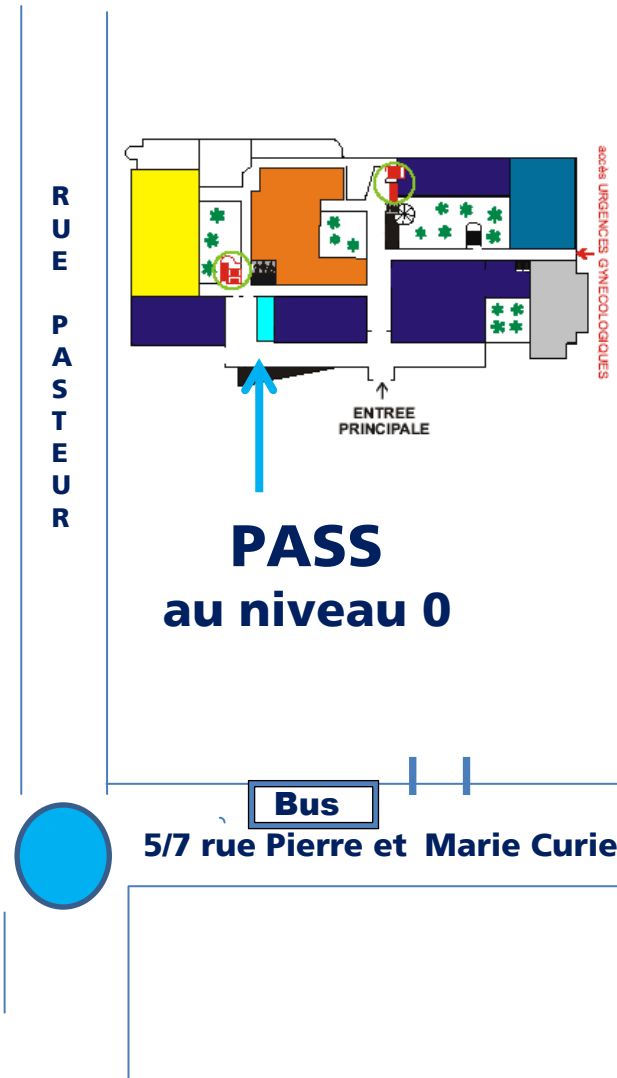 RUE PASTEUR
accès URGENCES GYNECOLOGIQUES
ENTREE
PRINCIPALE
PASS
au niveau 0
Bus
5/7 rue Pierre et Marie Curie